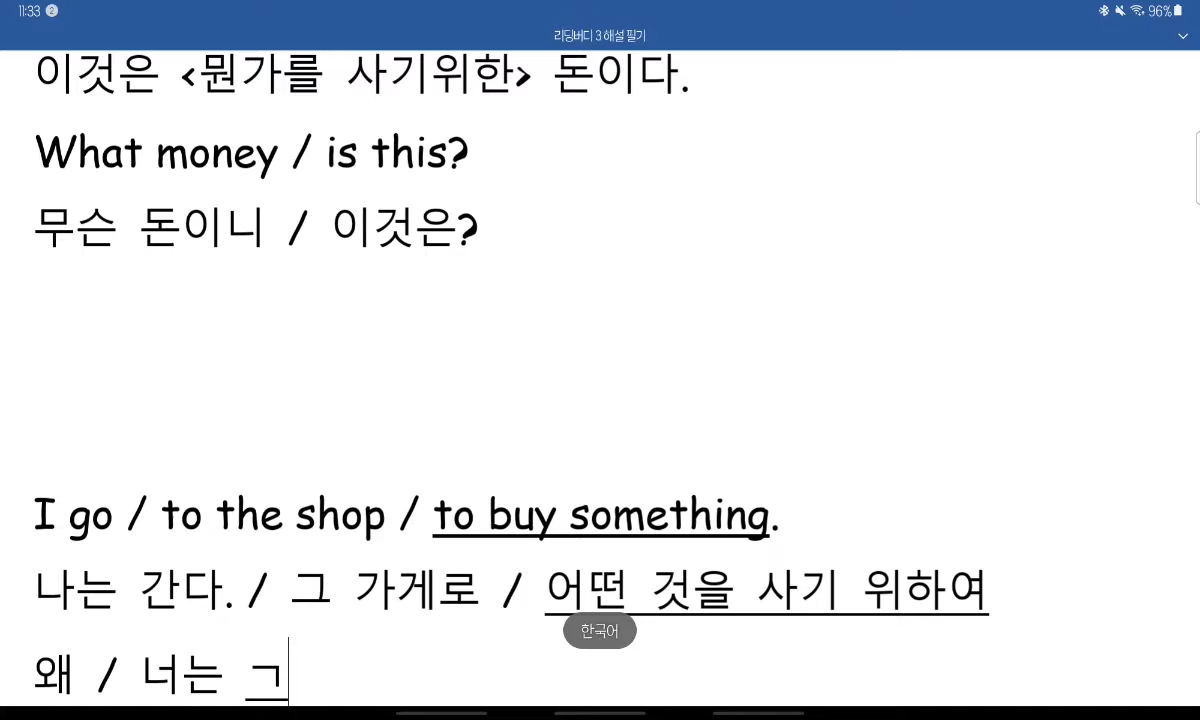 11:33 2 96%
리딩버디 3 해설 필기
이것은 <뭔가를 사기위한> 돈이다.
What money / is this?
무슨 돈이니 / 이것은?
I go / to the shop / to buy something.
나는 간다. / 그 가게로 / 어떤 것을 사기 위하여
한국어
왜 / 너는 ㄱ